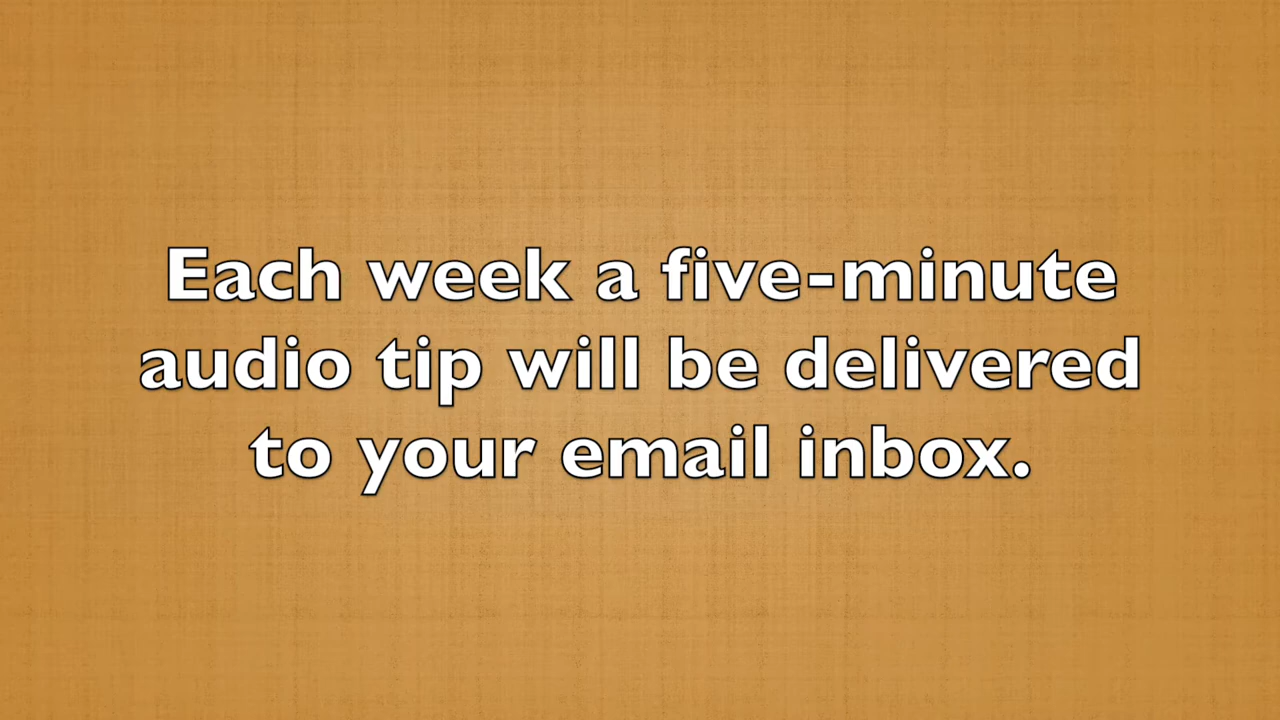 Each week a five-minute
audio tip will be delivered
to your email inbox.